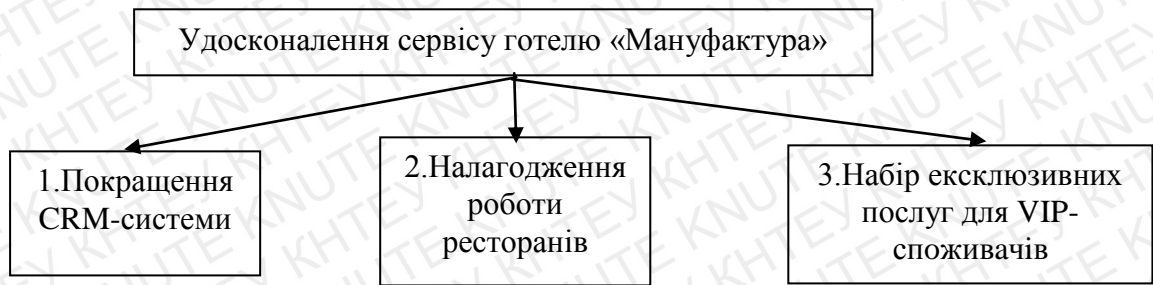 Удосконалення сервісу готелю «Мануфактура»
1.Покращення
CRM-системи
2.Налагодження
роботи
ресторанів
3.Набір ексклюзивних
послуг для VIP-
споживачів